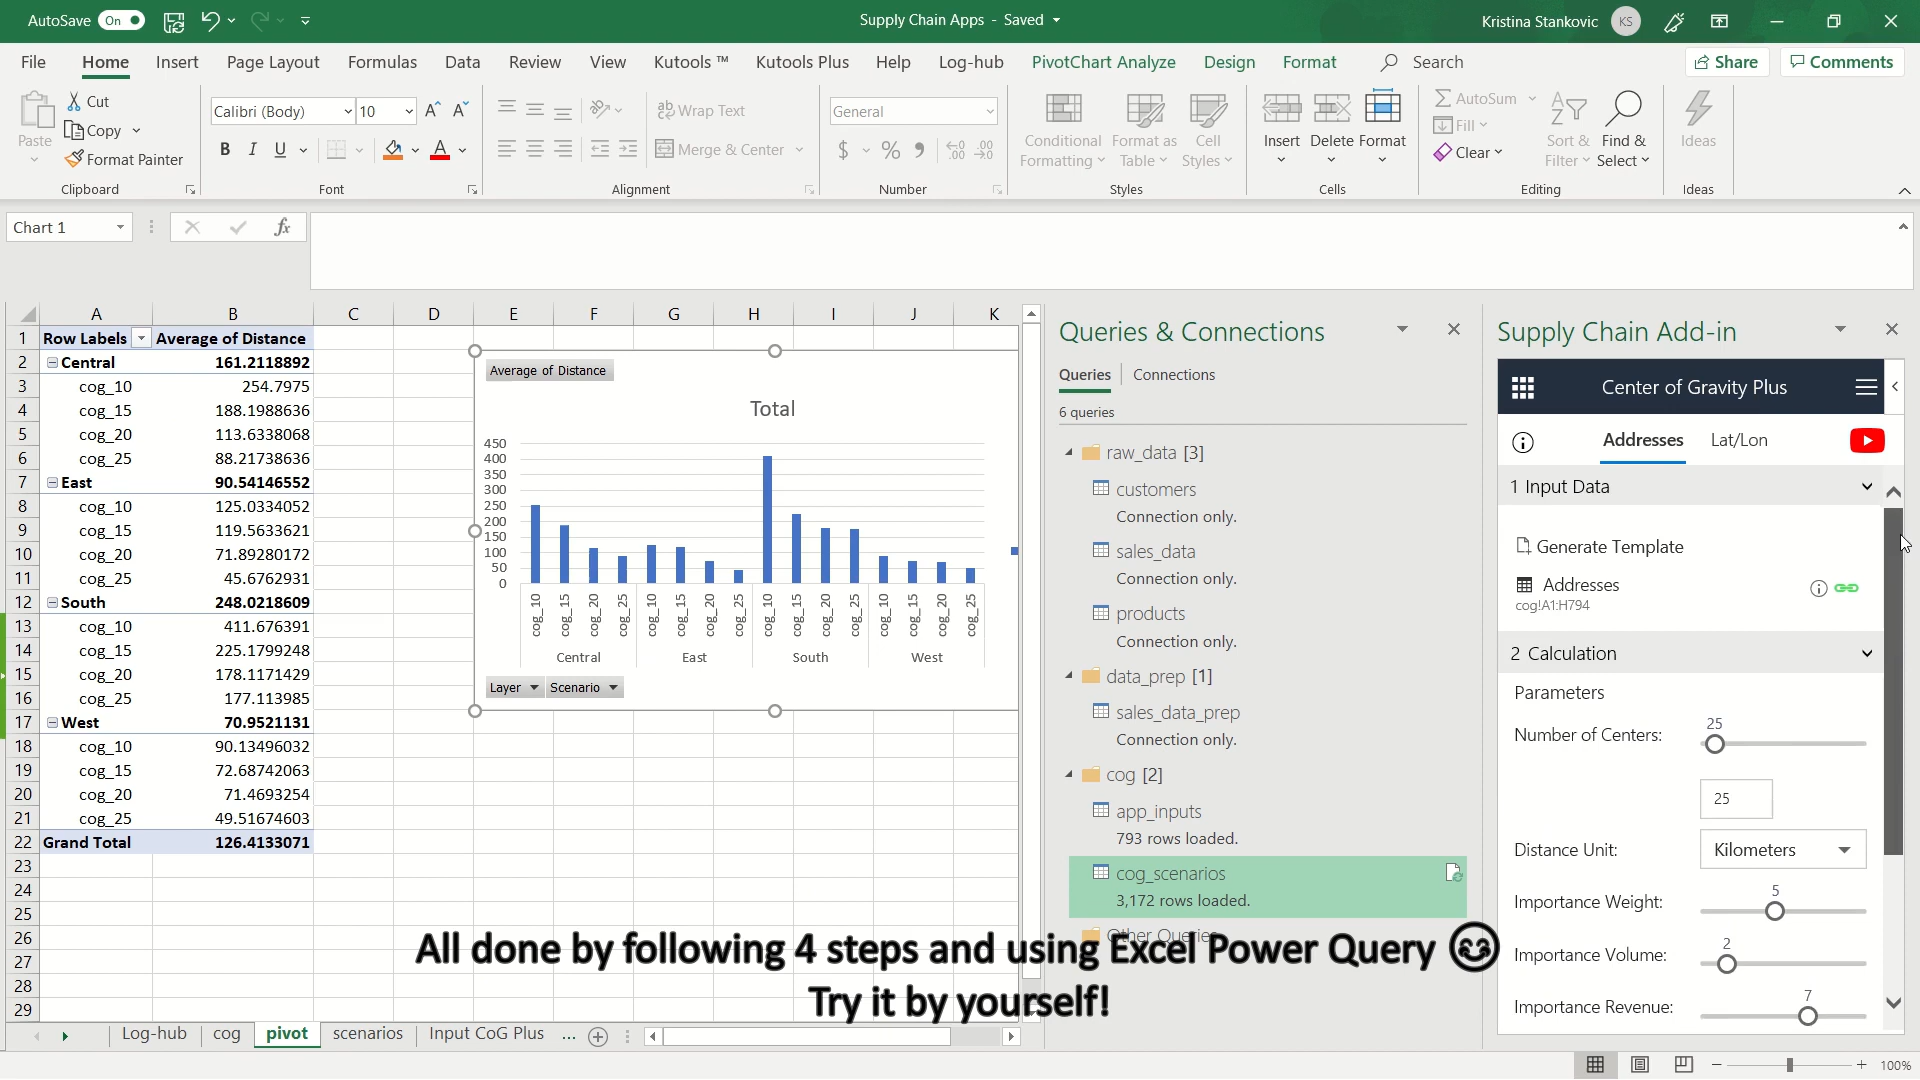 AutoSave On
Supply Chain Apps - Saved
Kristina Stankovic KS
File Home Insert Page Layout Formulas Data Review View Kutools ™ Kutools Plus Help Log-hub PivotChart Analyze Design Format Search Share Comments
Paste
Cut
Copy
Format Painter
Clipboard
Calibri (Body) 10
B I U
Font
Wrap Text
Merge & Center
Alignment
General
$ % 
Number
Conditional Formatting
Format as Table
Cell Styles
Styles
Insert Delete Format
Cells
AutoSum
Fill
Clear
Sort & Filter
Find & Select
Editing
Ideas
Ideas
Chart 1 fx
A B C D E F G H I J K
1 Row Labels Average of Distance
2 Central 161.2118892
3 cog_10 254.7975
4 cog_15 188.1988636
5 cog_20 113.6338068
6 cog_25 88.21738636
7 East 90.54146552
8 cog_10 125.0334052
9 cog_15 119.5633621
10 cog_20 71.89280172
11 cog_25 45.6762931
12 South 248.0218609
13 cog_10 411.676391
14 cog_15 225.1799248
15 cog_20 178.1171429
16 cog_25 177.113985
17 West 70.9521131
18 cog_10 90.13496032
19 cog_15 72.68742063
20 cog_20 71.4693254
21 cog_25 49.51674603
22 Grand Total 126.4133071
23
24
25
26
27
28
29
Average of Distance
Total
450
400
350
300
250
200
150
100
50
0
cog_10 cog_15 cog_20 cog_25 cog_10 cog_15 cog_20 cog_25 cog_10 cog_15 cog_20 cog_25 cog_10 cog_15 cog_20 cog_25
Central East South West
Layer Scenario
Queries & Connections
Queries Connections
6 queries
raw_data [3]
customers
Connection only.
sales_data
Connection only.
products
Connection only.
data_prep [1]
sales_data_prep
Connection only.
cog [2]
app_inputs
793 rows loaded.
cog_scenarios
3,172 rows loaded.
Other Queries
Supply Chain Add-in
Center of Gravity Plus
Addresses Lat/Lon
1 Input Data
Generate Template
Addresses
cog!A1:H794
2 Calculation
Parameters
25
Number of Centers:
25
Distance Unit: Kilometers
5
Importance Weight:
2
Importance Volume:
7
Importance Revenue:
All done by following 4 steps and using Excel Power Query
Try it by yourself!
Log-hub cog pivot scenarios Input CoG Plus ...
100%